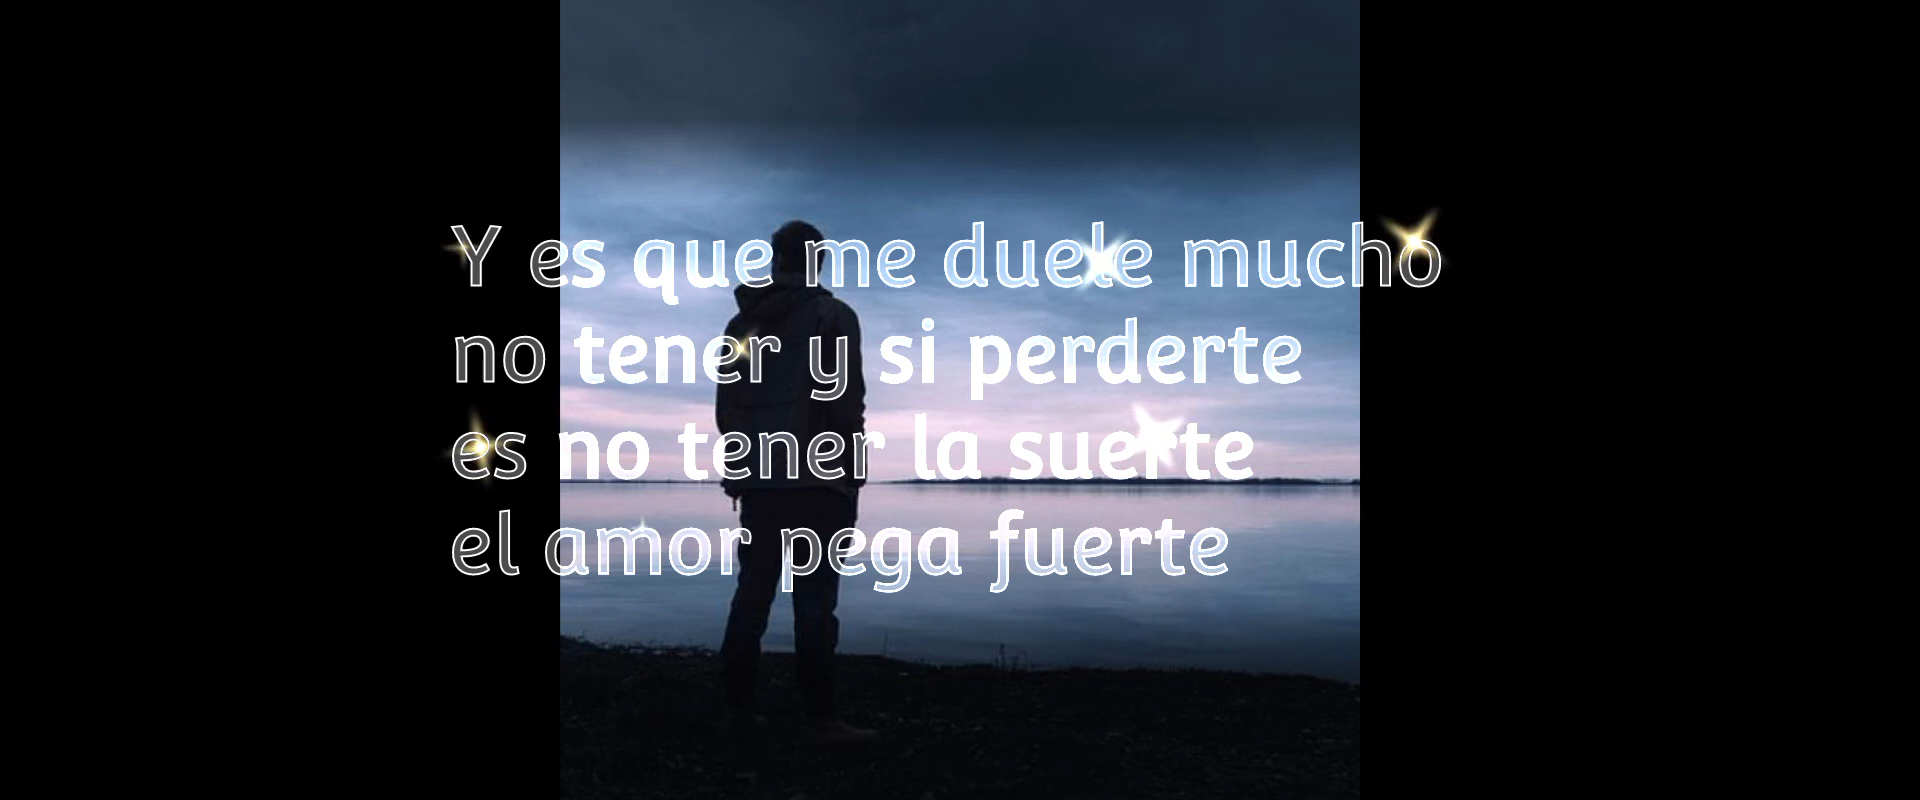 Y es que me duele mucho
no tener y si perderte
es no tener la suerte
el amor pega fuerte